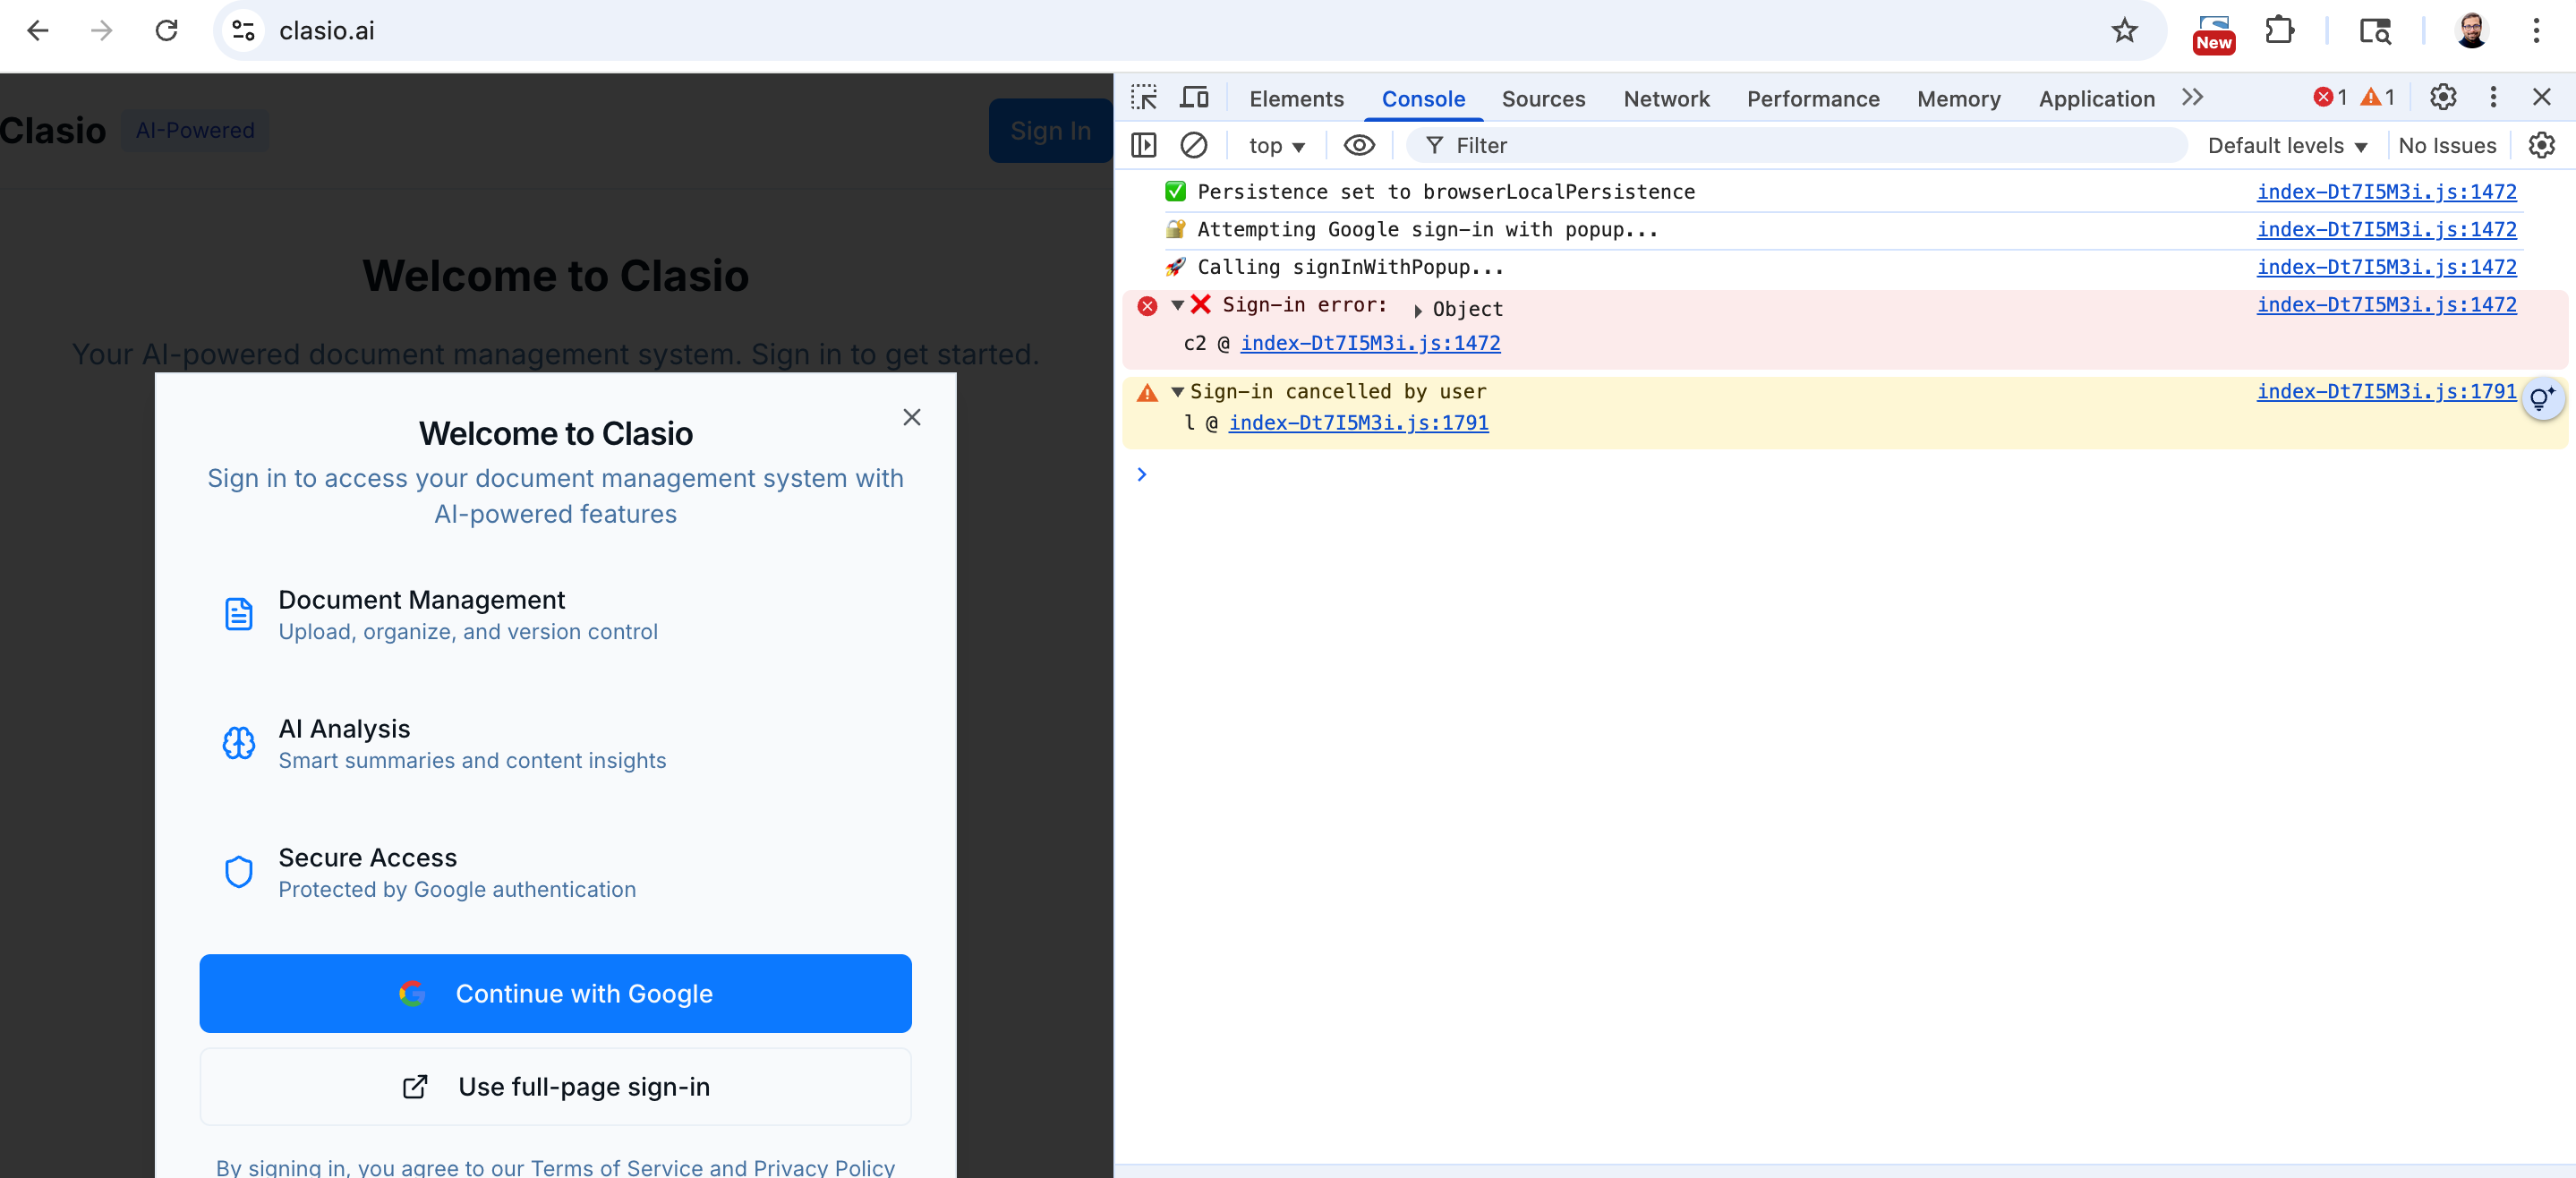 clasio.ai
New
Clasio AI-Powered Sign In
Welcome to Clasio
Your AI-powered document management system. Sign in to get started.
Welcome to Clasio
Sign in to access your document management system with
AI-powered features
Document Management
Upload, organize, and version control
AI Analysis
Smart summaries and content insights
Secure Access
Protected by Google authentication
Continue with Google
Use full-page sign-in
By signing in, you agree to our Terms of Service and Privacy Policy
Elements Console Sources Network Performance Memory Application 1 1
top Filter Default levels No Issues
Persistence set to browserLocalPersistence index-Dt7I5M3i.js:1472
Attempting Google sign-in with popup... index-Dt7I5M3i.js:1472
Calling signInWithPopup... index-Dt7I5M3i.js:1472
Sign-in error: Object index-Dt7I5M3i.js:1472
c2 @ index-Dt7I5M3i.js:1472
Sign-in cancelled by user index-Dt7I5M3i.js:1791
l @ index-Dt7I5M3i.js:1791